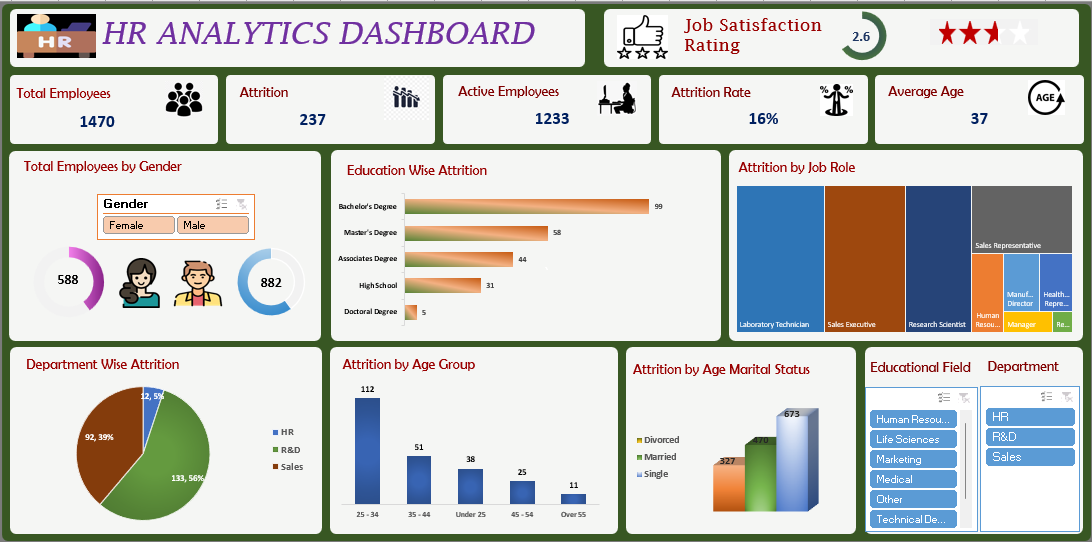 HR
HR ANALYTICS DASHBOARD
Job Satisfaction
Rating
2.6
Total Employees
1470
Attrition
237
Active Employees
1233
Attrition Rate
% %
16%
Average Age
AGE
37
Total Employees by Gender
Gender
Female
Male
588
882
Education Wise Attrition
Bachelor's Degree
99
Master's Degree
58
Associates Degree
44
High School
31
Doctoral Degree
5
Attrition by Job Role
Laboratory Technician
Sales Executive
Research Scientist
Sales Representative
Human
Resou...
Manuf...
Director
Health...
Repre...
Manager
Re...
Department Wise Attrition
12, 5%
92, 39%
133, 56%
HR
R&D
Sales
Attrition by Age Group
112
51
38
25
11
25 - 34
35 - 44
Under 25
45 - 54
Over 55
Attrition by Age Marital Status
Divorced
Married
Single
327
470
673
Educational Field
Human Resou...
Life Sciences
Marketing
Medical
Other
Technical De...
Department
HR
R&D
Sales